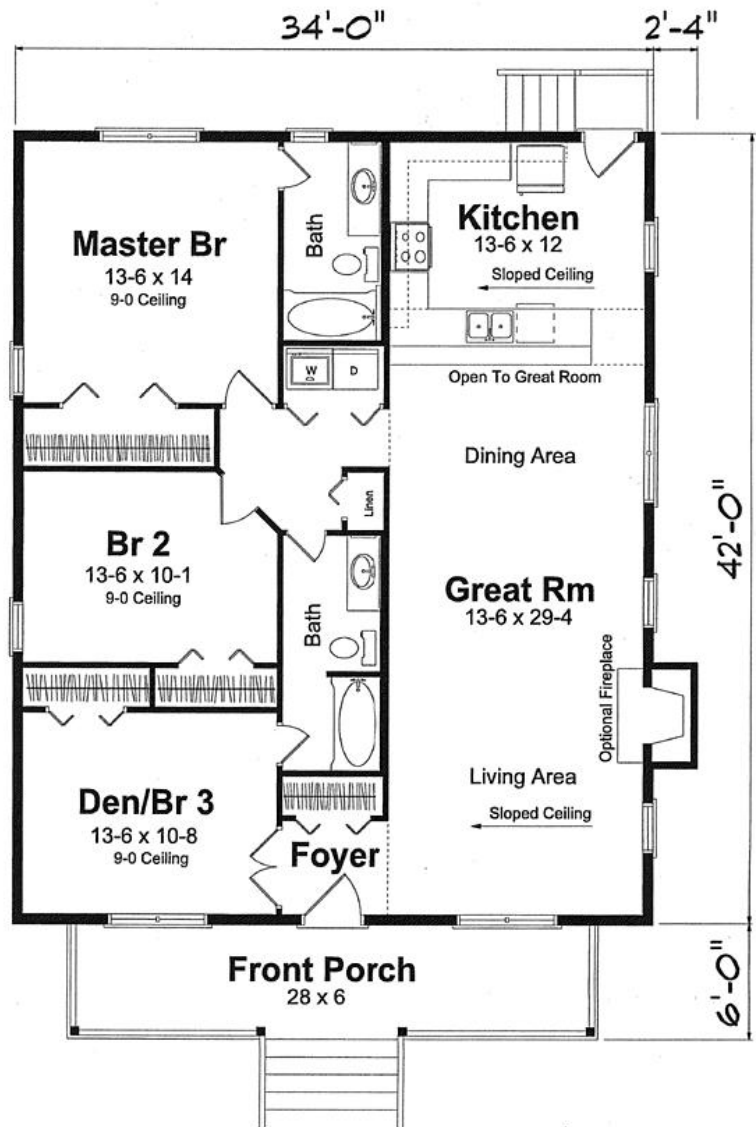 34'-0"
2'-4"
Master Br
13-6 x 14
9-0 Ceiling
Bath
Kitchen
13-6 x 12
Sloped Ceiling
W
D
Open To Great Room
Dining Area
Linen
Br 2
13-6 x 10-1
9-0 Ceiling
Bath
Great Rm
13-6 x 29-4
42'-0"
Optional Fireplace
Living Area
Sloped Ceiling
Den/Br 3
13-6 x 10-8
9-0 Ceiling
Foyer
Front Porch
28 x 6
6'-0"